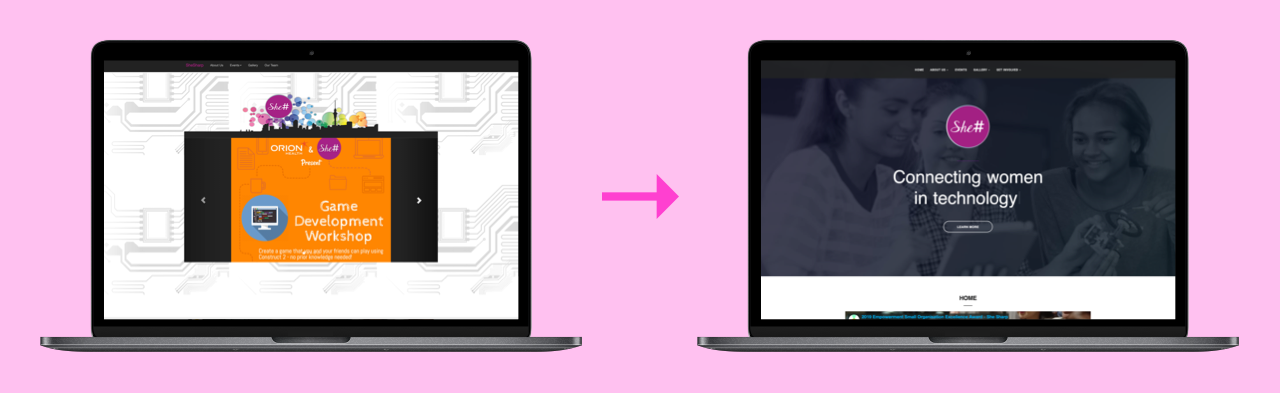 About Us Events Gallery Our Team
She#
ORION HEALTH & She#
Present
Game
Development
Workshop
Create a game that you and your friends can play using
Construct 2 - no prior knowledge needed!
HOME ABOUT US EVENTS GALLERY GET INVOLVED
She#
Connecting women
in technology
LEARN MORE
HOME